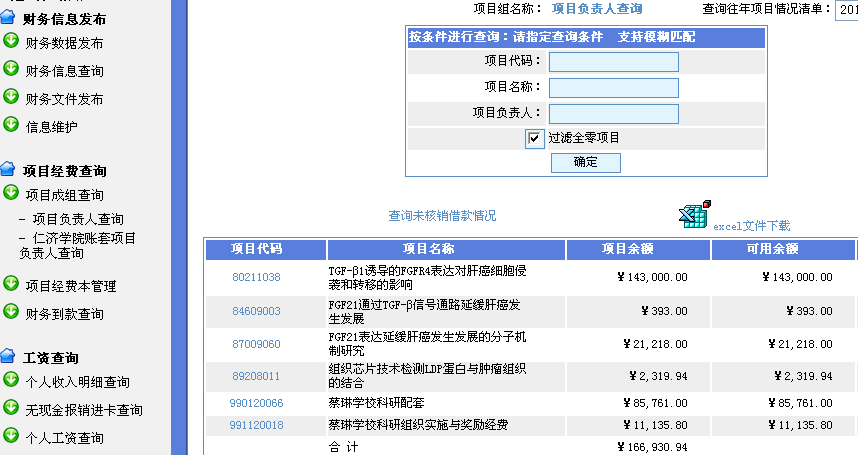 财务信息发布
财务数据发布
财务信息查询
财务文件发布
信息维护
项目经费查询
项目成组查询
- 项目负责人查询
- 仁济学院账套项目
负责人查询
项目经费本管理
财务到款查询
工资查询
个人收入明细查询
无现金报销进卡查询
个人工资查询
项目组名称： 项目负责人查询 查询往年项目情况清单： 201
按条件进行查询：请指定查询条件 支持模糊匹配
项目代码：
项目名称：
项目负责人：
过滤全零项目
确定
查询未核销借款情况
excel文件下载
项目代码 项目名称 项目余额 可用余额
80211038 TGF-β1诱导的FGFR4表达对肝癌细胞侵 ¥143,000.00 ¥143,000.00
袭和转移的影响
84609003 FGF21通过TGF-β信号通路延缓肝癌发 ¥393.00 ¥393.00
生发展
87009060 FGF21表达延缓肝癌发生发展的分子机 ¥21,218.00 ¥21,218.00
制研究
89208011 组织芯片技术检测LDP蛋白与肿瘤组织 ¥2,319.94 ¥2,319.94
的结合
990120066 蔡琳学校科研配套 ¥85,761.00 ¥85,761.00
991120018 蔡琳学校科研组织实施与奖励经费 ¥11,135.80 ¥11,135.80
合 计 ¥166,930.94